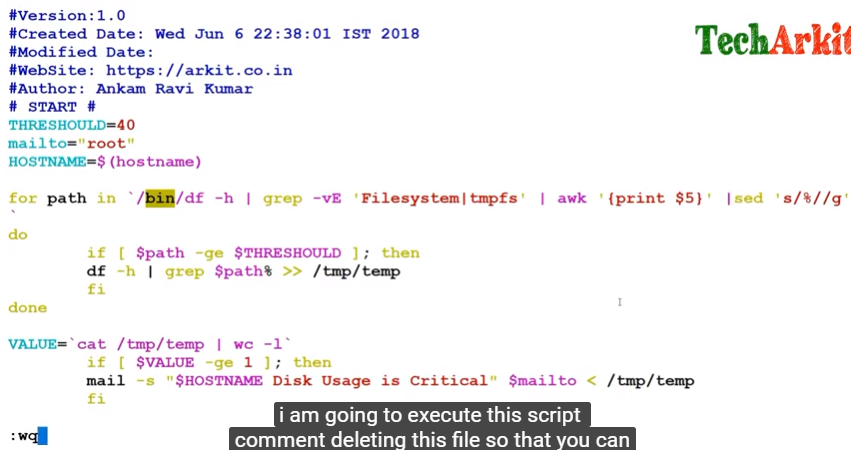 #Version:1.0
#Created Date: Wed Jun 6 22:38:01 IST 2018
#Modified Date:
#WebSite: https://arkit.co.in
#Author: Ankam Ravi Kumar
# START #
THRESHOULD=40
mailto="root"
HOSTNAME=$(hostname)
for path in `/bin/df -h | grep -vE 'Filesystem|tmpfs' | awk '{print $5}' |sed 's/%//g'
`
do
if [ $path -ge $THRESHOULD ]; then
df -h | grep $path% >> /tmp/temp
fi
done
VALUE=`cat /tmp/temp | wc -l`
if [ $VALUE -ge 1 ]; then
mail -s "$HOSTNAME Disk Usage is Critical" $mailto < /tmp/temp
fi
:wq
TechArkit
i am going to execute this script
comment deleting this file so that you can